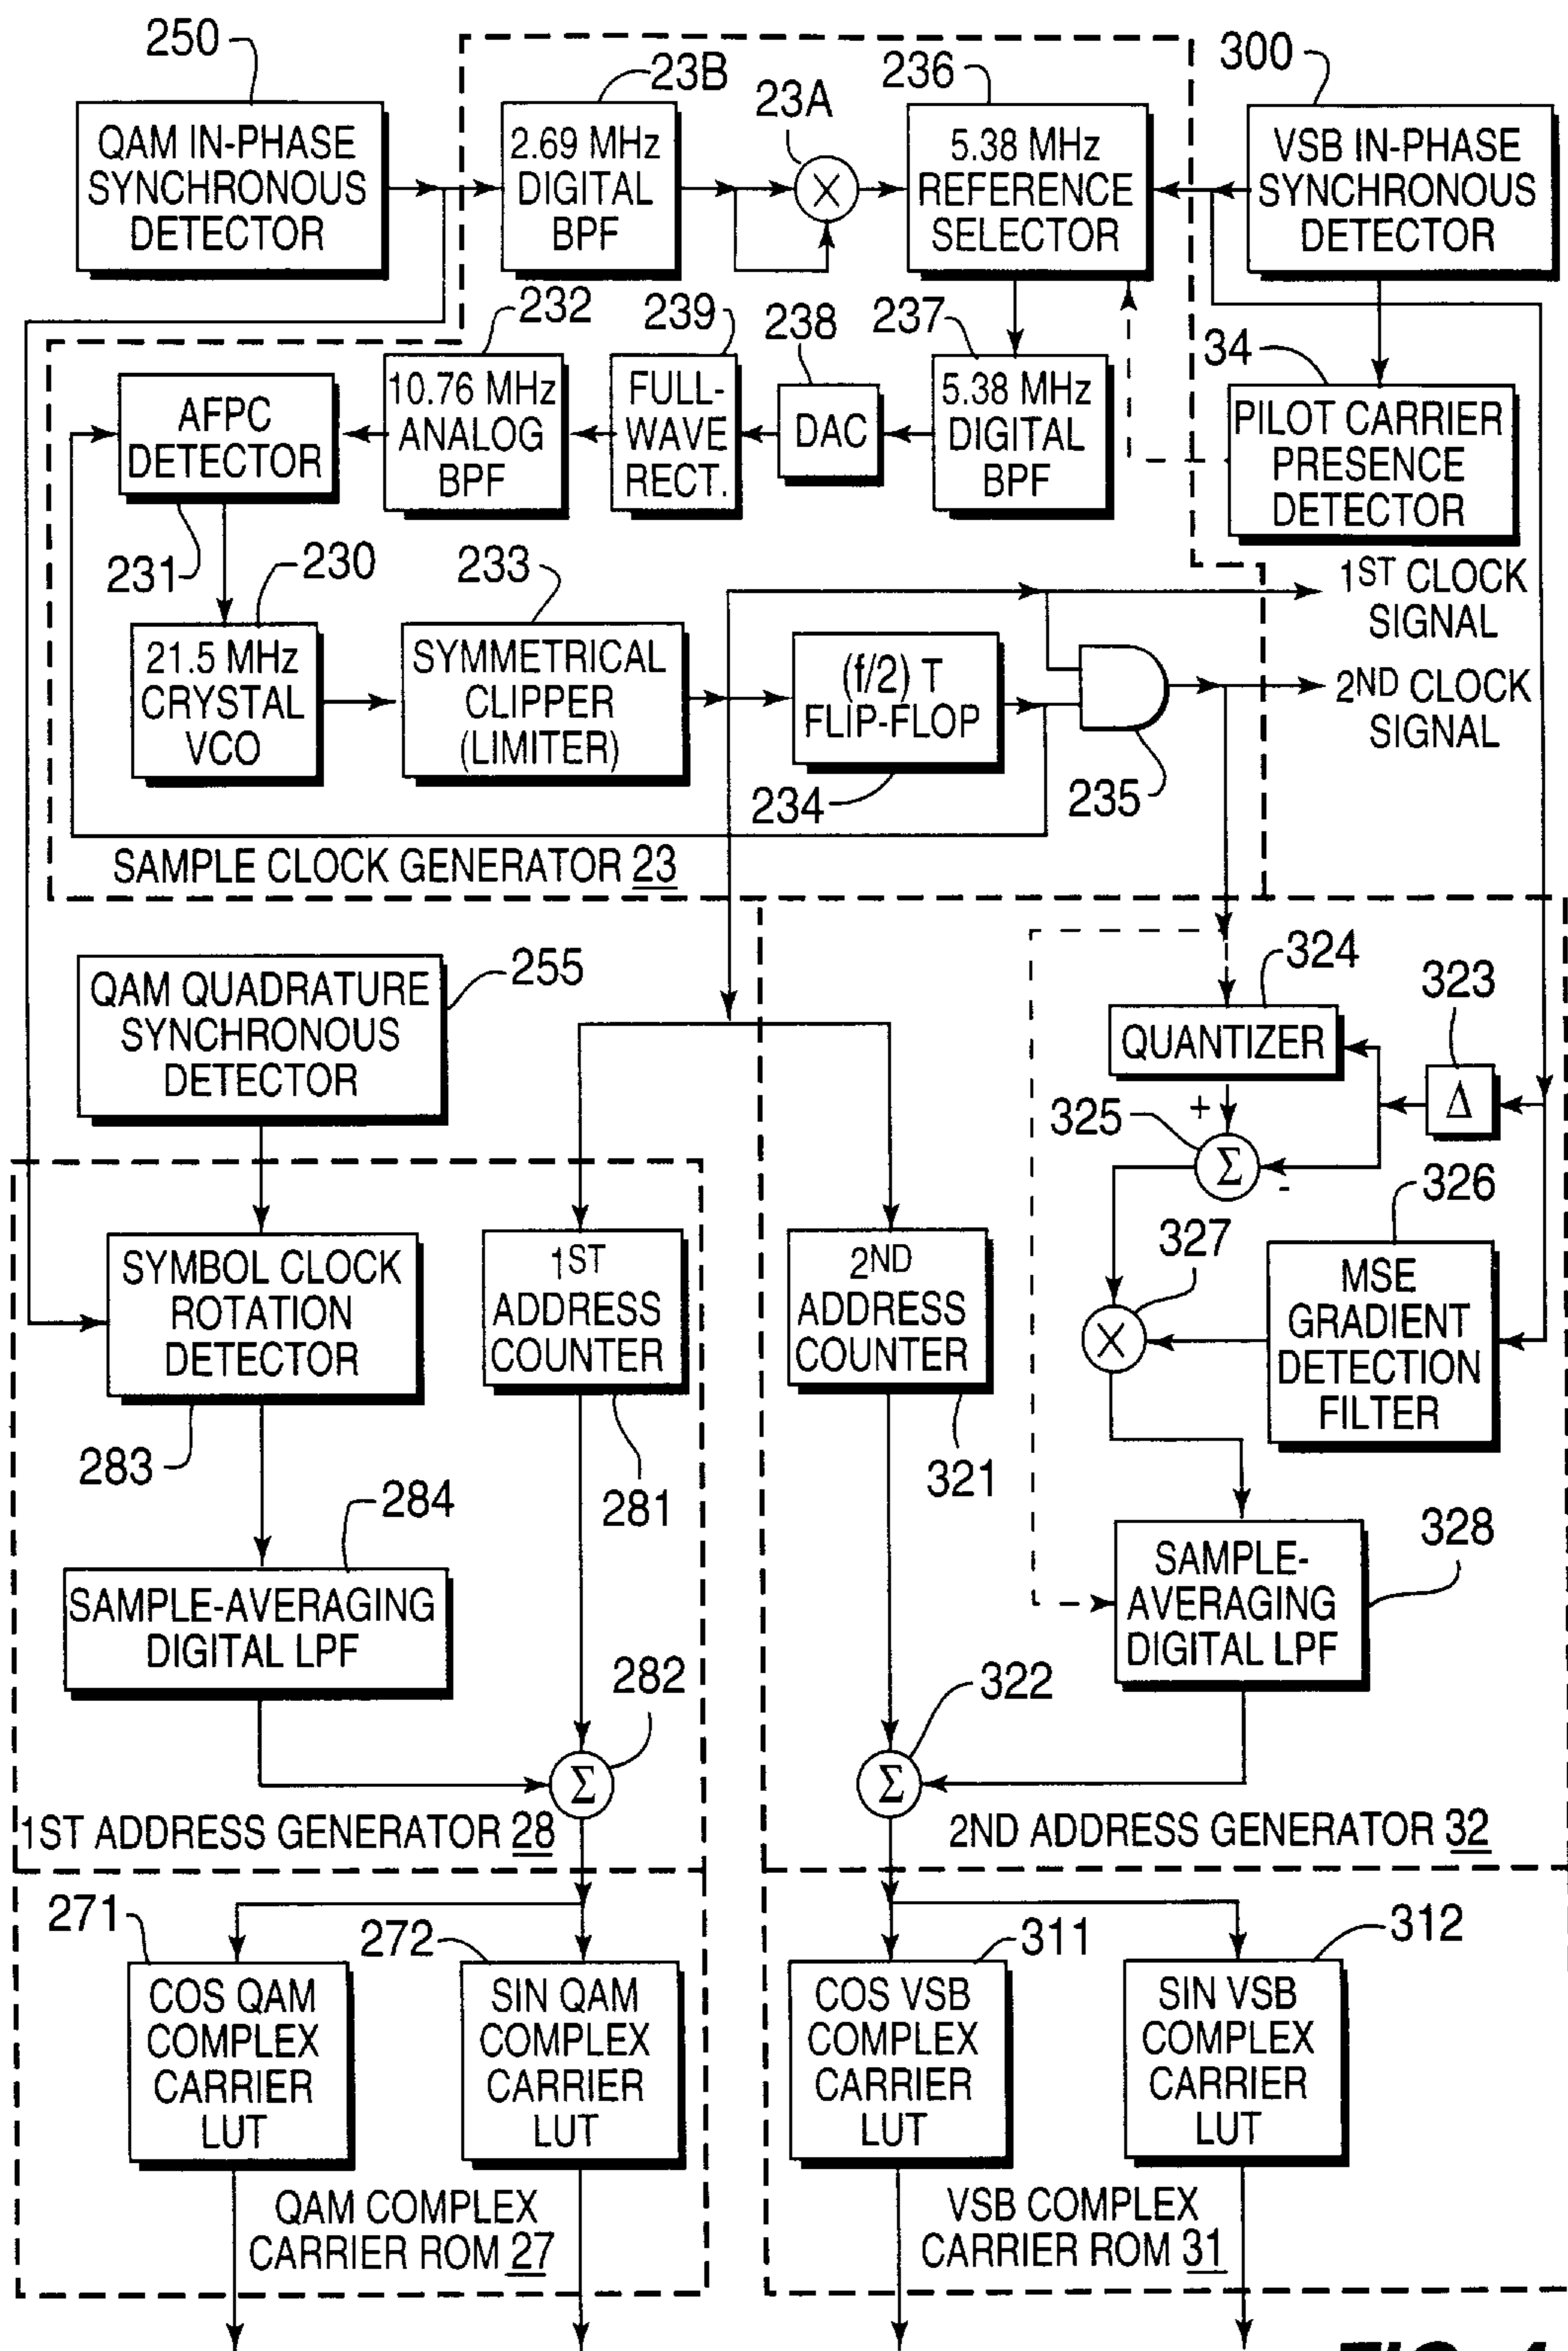 250
23B
23A
236
300
QAM IN-PHASE
SYNCHRONOUS
DETECTOR
2.69 MHz
DIGITAL
BPF
X
5.38 MHz
REFERENCE
SELECTOR
VSB IN-PHASE
SYNCHRONOUS
DETECTOR
232
239
238
237
34
AFPC
DETECTOR
10.76 MHz
ANALOG
BPF
FULL-
WAVE
RECT.
DAC
5.38 MHz
DIGITAL
BPF
PILOT CARRIER
PRESENCE
DETECTOR
231
230
233
1ST CLOCK
SIGNAL
21.5 MHz
CRYSTAL
VCO
SYMMETRICAL
CLIPPER
(LIMITER)
(f/2) T
FLIP-FLOP
2ND CLOCK
SIGNAL
234
235
SAMPLE CLOCK GENERATOR 23
255
324
323
QAM QUADRATURE
SYNCHRONOUS
DETECTOR
QUANTIZER
Δ
+
325
Σ
-
326
327
SYMBOL CLOCK
ROTATION
DETECTOR
1ST
ADDRESS
COUNTER
2ND
ADDRESS
COUNTER
X
MSE
GRADIENT
DETECTION
FILTER
283
281
321
284
328
SAMPLE-AVERAGING
DIGITAL LPF
SAMPLE-
AVERAGING
DIGITAL LPF
282
322
Σ
Σ
1ST ADDRESS GENERATOR 28
2ND ADDRESS GENERATOR 32
271
272
311
312
COS QAM
COMPLEX
CARRIER
LUT
SIN QAM
COMPLEX
CARRIER
LUT
COS VSB
COMPLEX
CARRIER
LUT
SIN VSB
COMPLEX
CARRIER
LUT
QAM COMPLEX
CARRIER ROM 27
VSB COMPLEX
CARRIER ROM 31